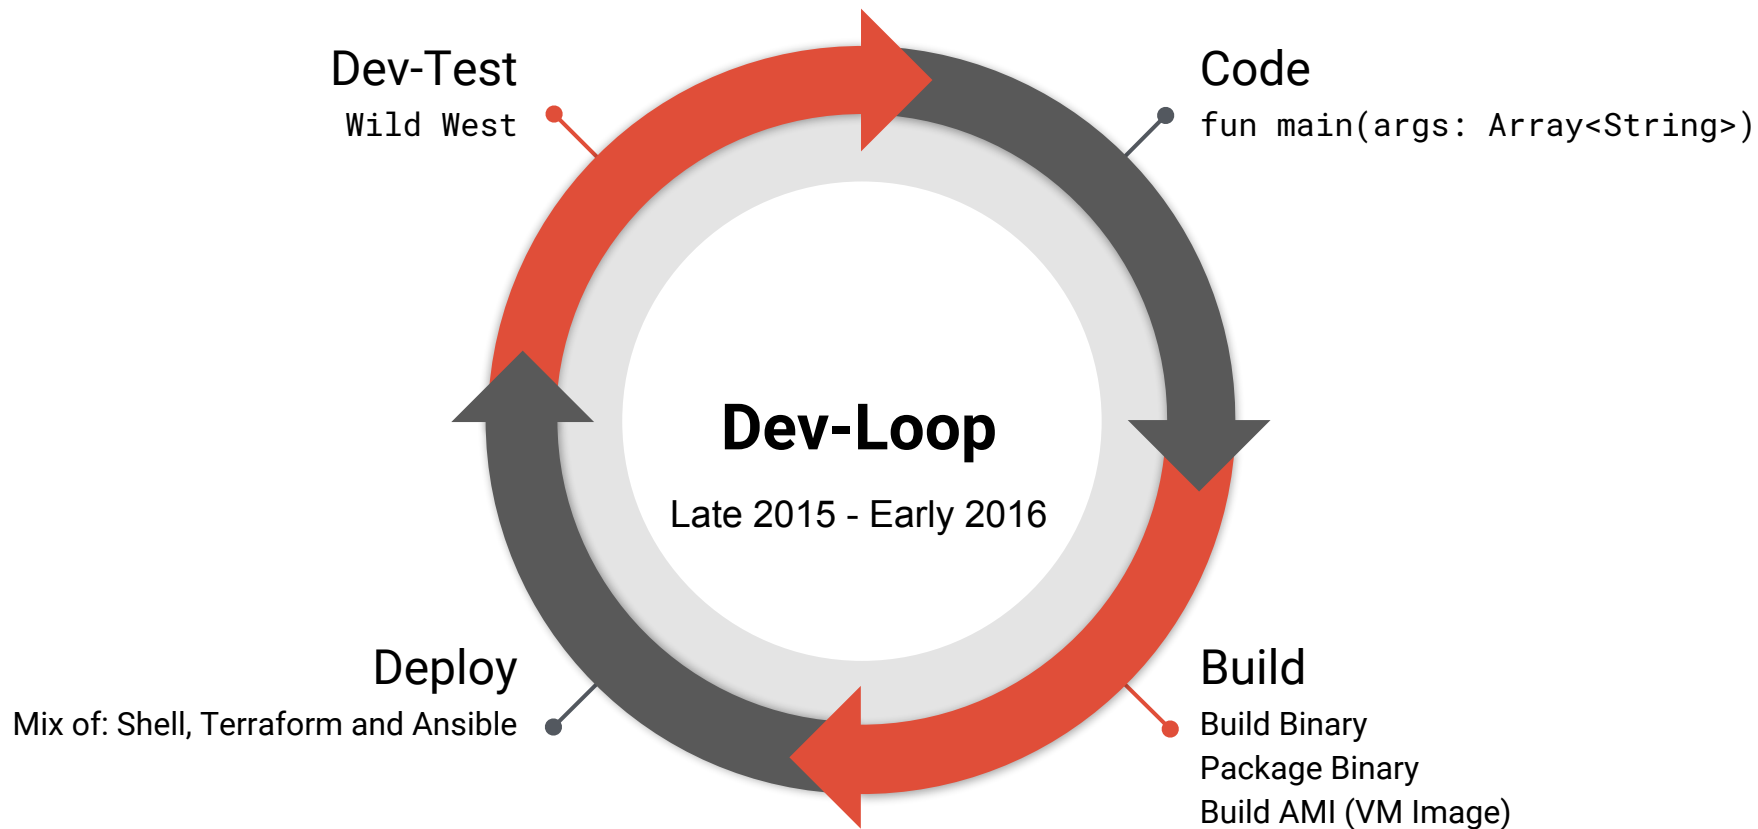 Dev-Test
Wild West
Code
fun main(args: Array<String>)
Dev-Loop
Late 2015 - Early 2016
Deploy
Mix of: Shell, Terraform and Ansible
Build
Build Binary
Package Binary
Build AMI (VM Image)